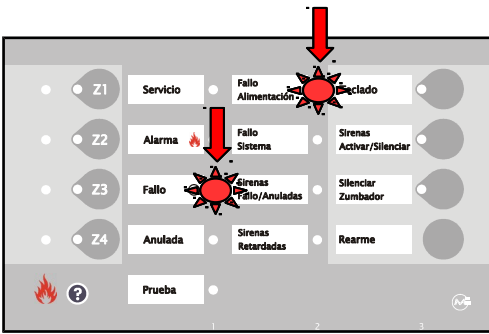 Z1
Servicio
Fallo
Alimentación
eclado
Z2
Alarma
Fallo
Sistema
Sirenas
Activar/Silenciar
Z3
Fallo
Sirenas
Fallo/Anuladas
Silenciar
Zumbador
Z4
Anulada
Sirenas
Retardadas
Rearme
?
Prueba
1
2
3